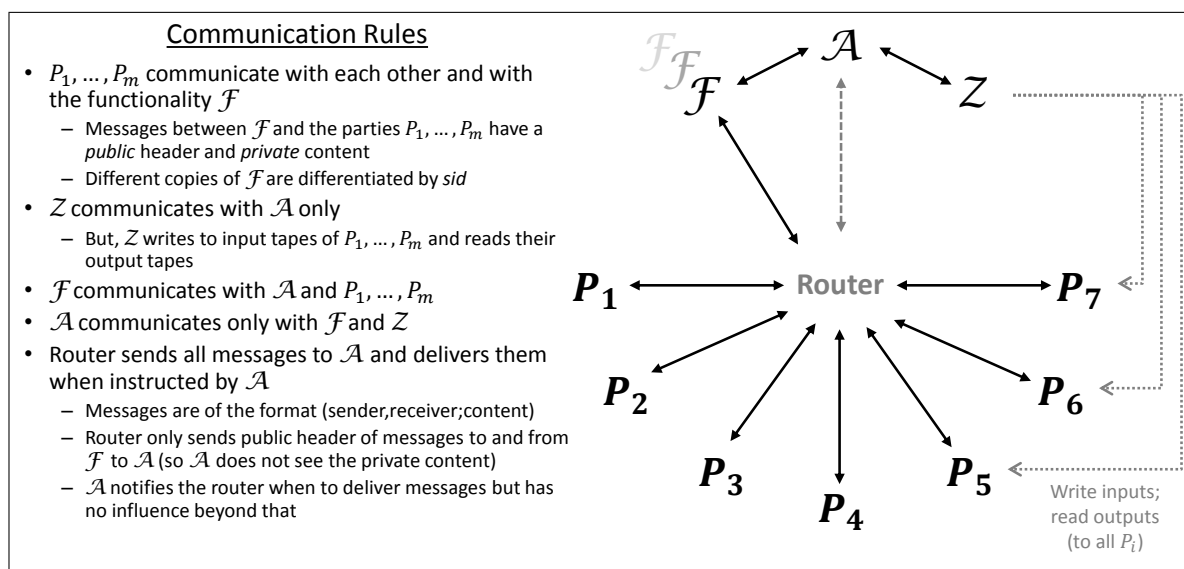 Communication Rules
• P₁, … , Pₘ communicate with each other and with
the functionality ℱ
– Messages between ℱ and the parties P₁, … , Pₘ have a
public header and private content
– Different copies of ℱ are differentiated by sid
• 𝒵 communicates with 𝒜 only
– But, 𝒵 writes to input tapes of P₁, … , Pₘ and reads their
output tapes
• ℱ communicates with 𝒜 and P₁, … , Pₘ
• 𝒜 communicates only with ℱ and 𝒵
• Router sends all messages to 𝒜 and delivers them
when instructed by 𝒜
– Messages are of the format (sender,receiver;content)
– Router only sends public header of messages to and from
ℱ to 𝒜 (so 𝒜 does not see the private content)
– 𝒜 notifies the router when to deliver messages but has
no influence beyond that
𝒜
ℱ
ℱ
ℱ
𝒵
P₁
Router
P₇
P₂
P₆
P₃
P₅
P₄
Write inputs;
read outputs
(to all Pᵢ)